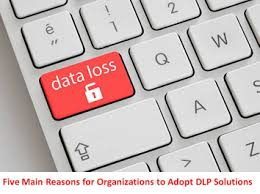 é
data loss
Q
W
A
Z
Five Main Reasons for Organizations to Adopt DLP Solutions